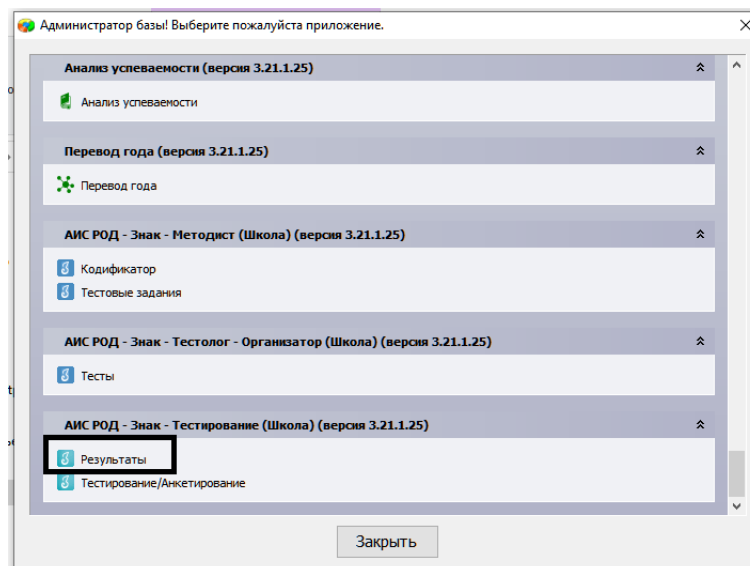 Администратор базы! Выберите пожалуйста приложение.
Анализ успеваемости (версия 3.21.1.25)
Анализ успеваемости
Перевод года (версия 3.21.1.25)
Перевод года
АИС РОД - Знак - Методист (Школа) (версия 3.21.1.25)
Кодификатор
Тестовые задания
АИС РОД - Знак - Тестолог - Организатор (Школа) (версия 3.21.1.25)
Тесты
АИС РОД - Знак - Тестирование (Школа) (версия 3.21.1.25)
Результаты
Тестирование/Анкетирование
Закрыть